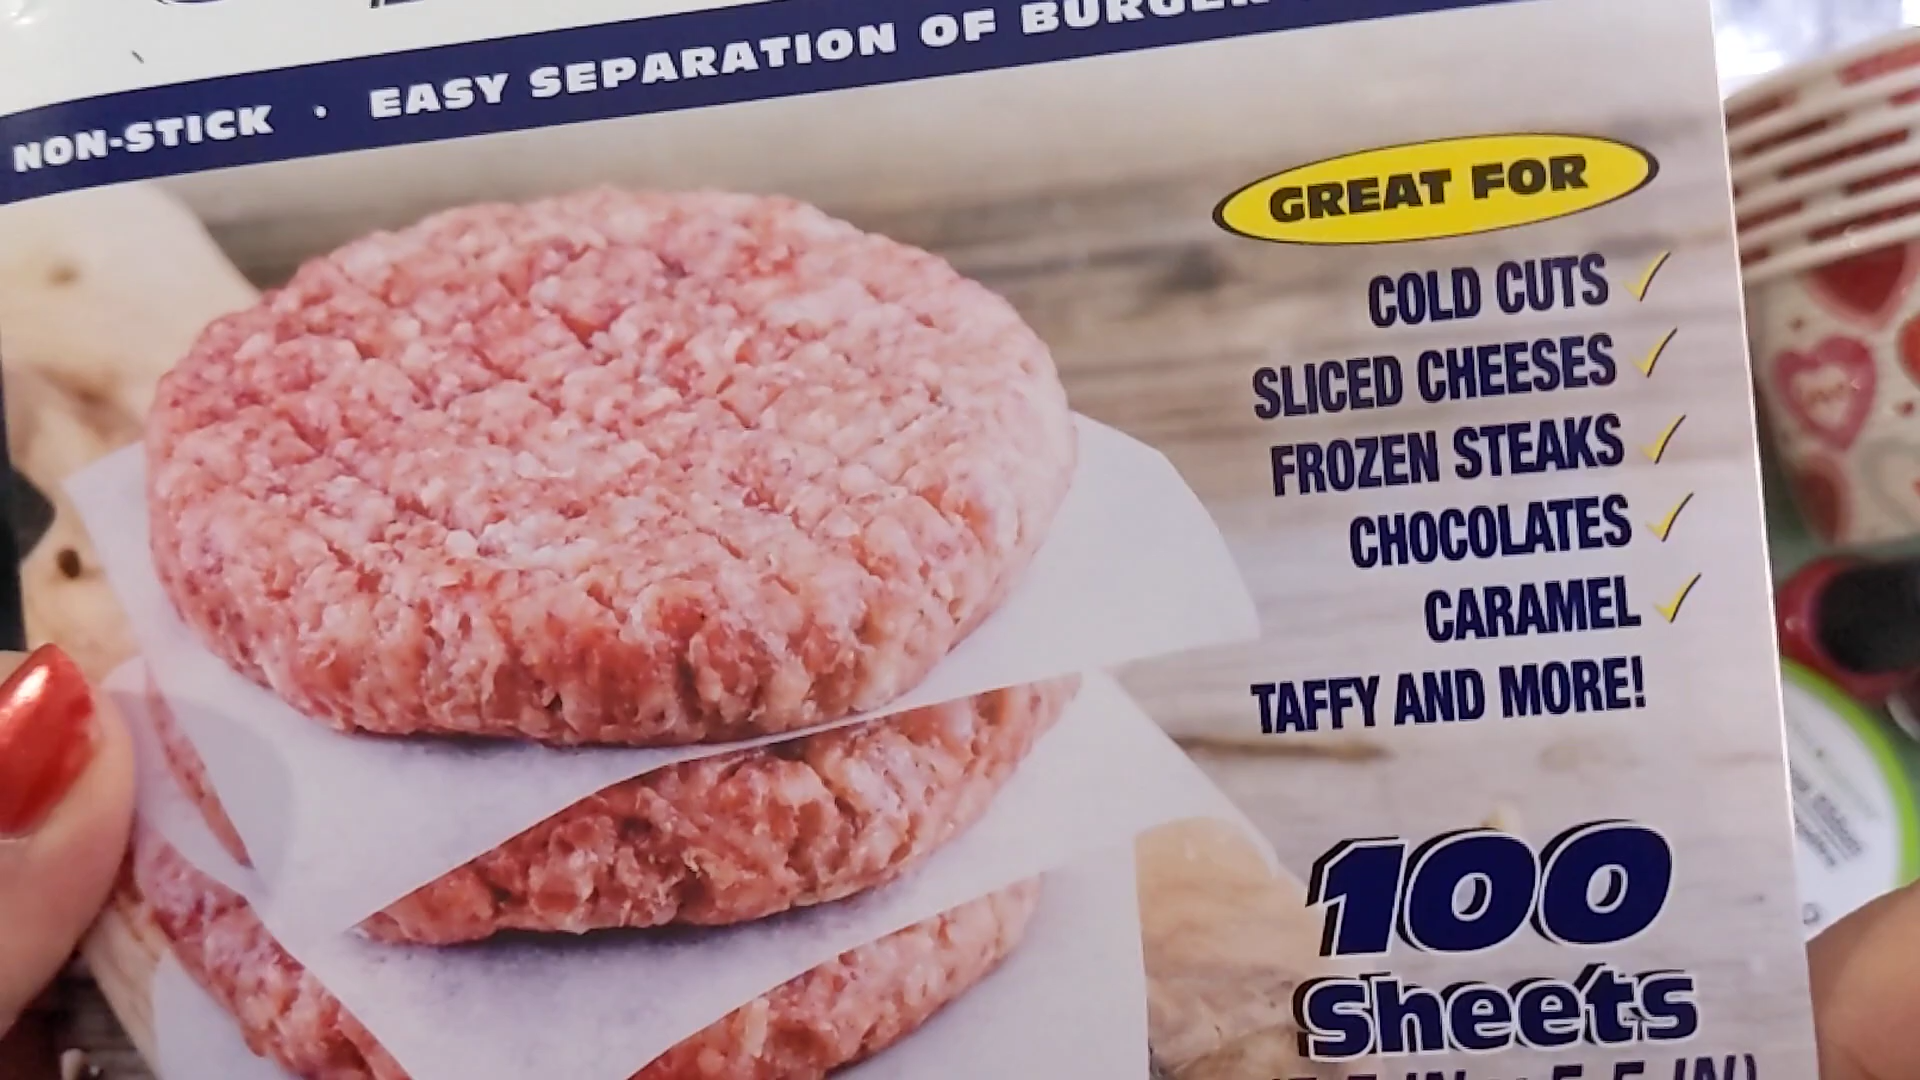 NON-STICK • EASY SEPARATION OF BURGER
GREAT FOR
COLD CUTS ✓
SLICED CHEESES ✓
FROZEN STEAKS ✓
CHOCOLATES ✓
CARAMEL ✓
TAFFY AND MORE!
100
Sheets